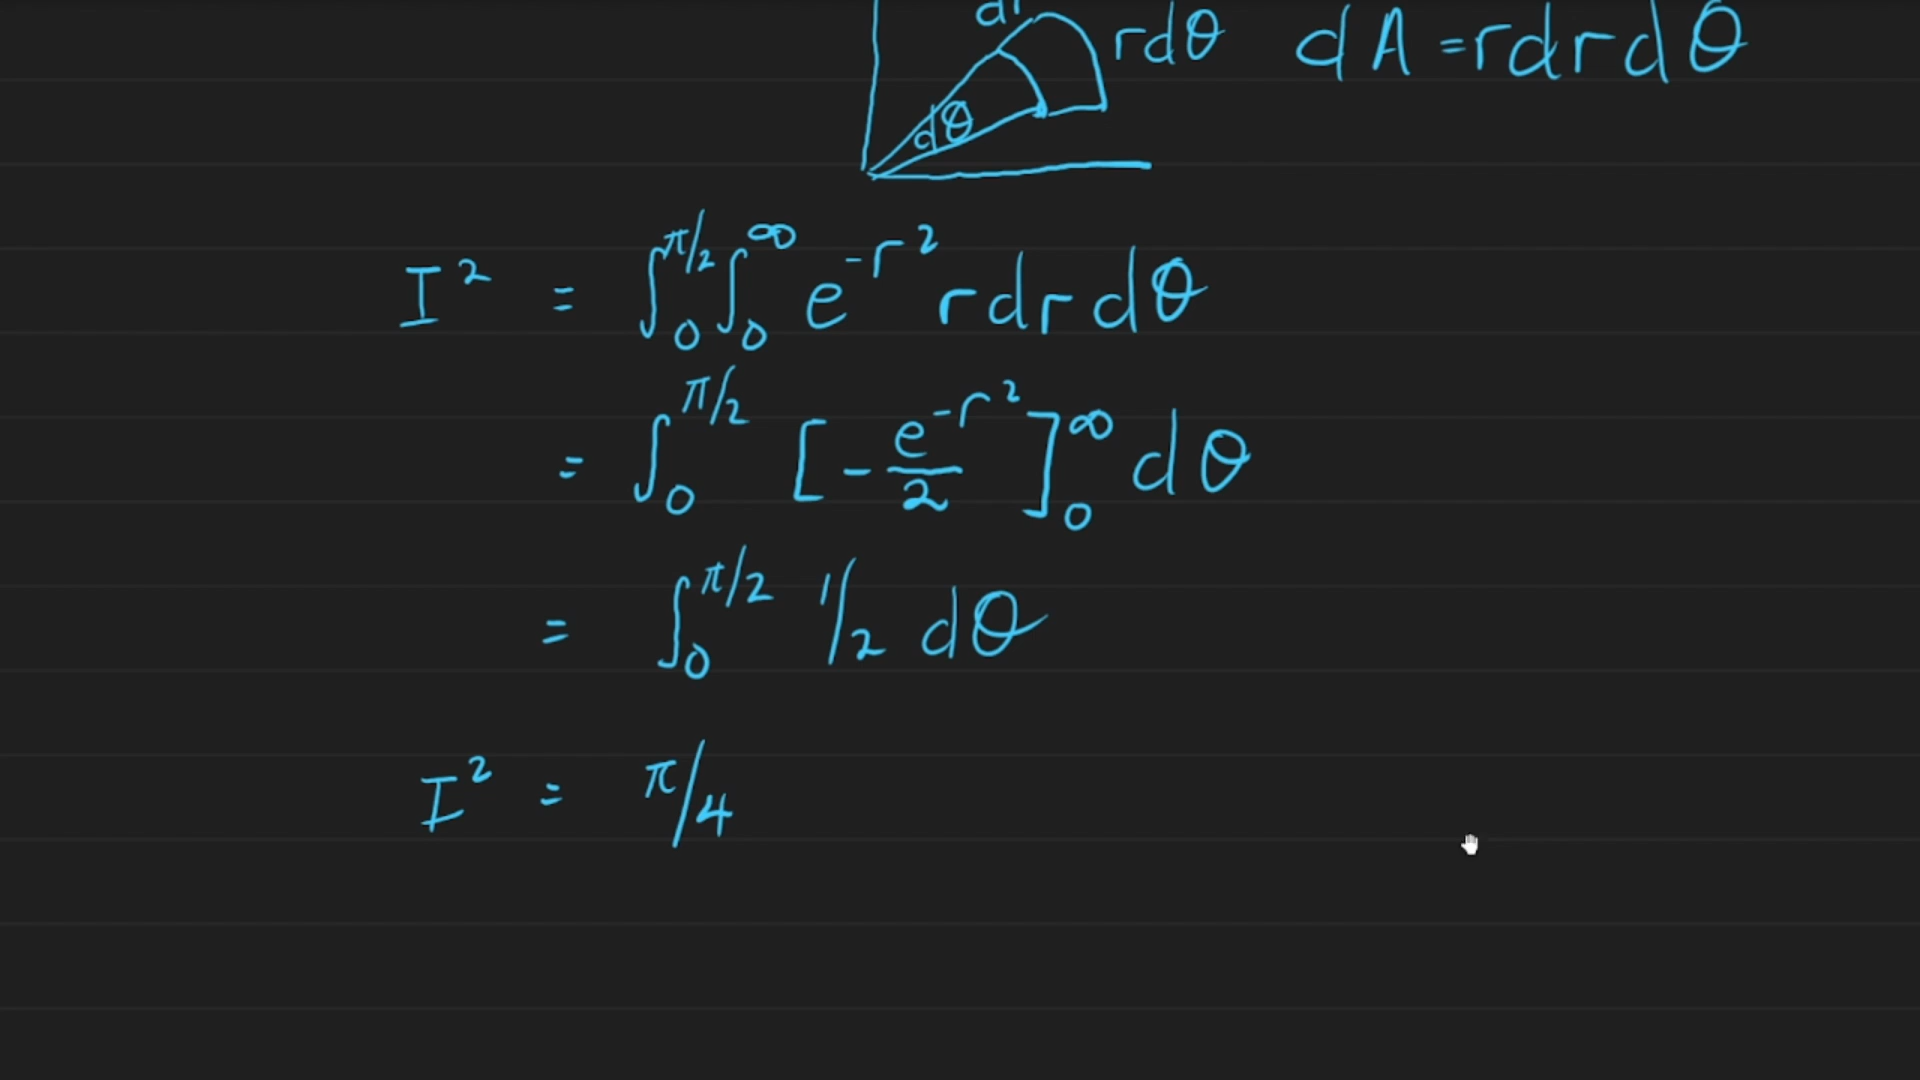 dr rdθ dA = rdrdθ
dθ
I² = ∫₀^π/2 ∫₀^∞ e^-r² rdrdθ
= ∫₀^π/2 [-e^-r²/2]₀^∞ dθ
= ∫₀^π/2 1/2 dθ
I² = π/4